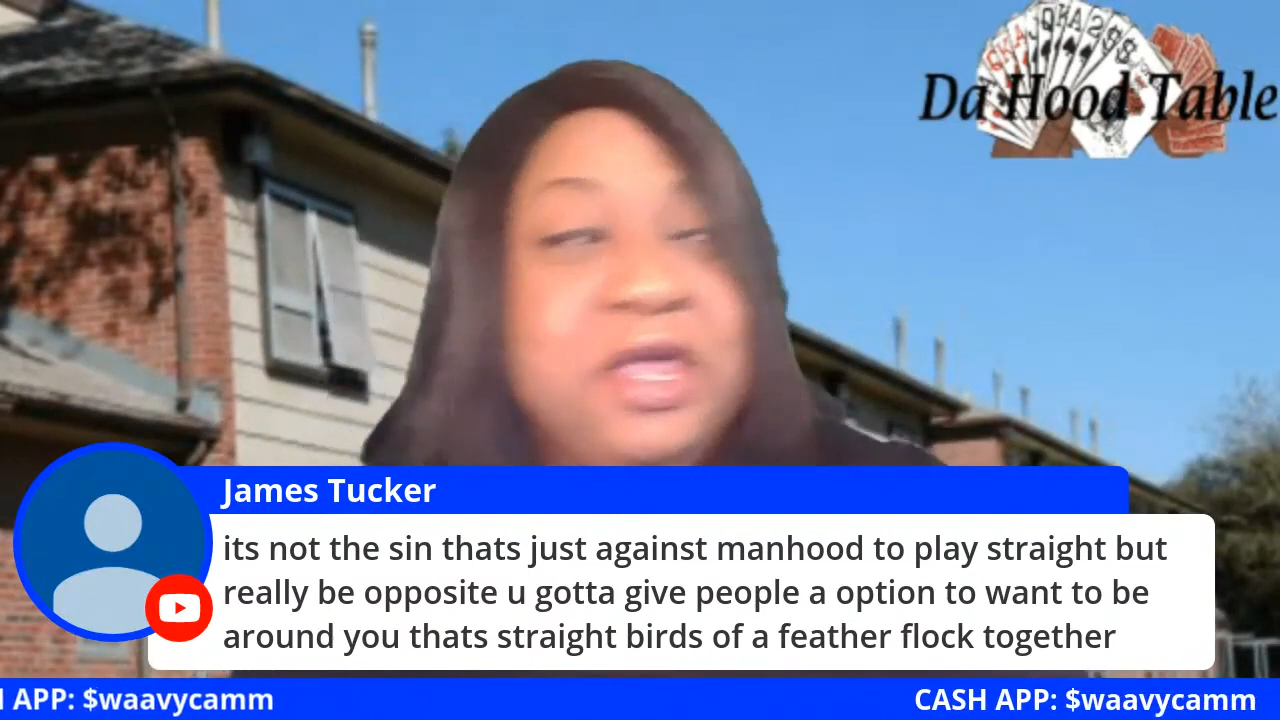 Da Hood Table
James Tucker
its not the sin thats just against manhood to play straight but
really be opposite u gotta give people a option to want to be
around you thats straight birds of a feather flock together
APP: $waavycamm
CASH APP: $waavycamm